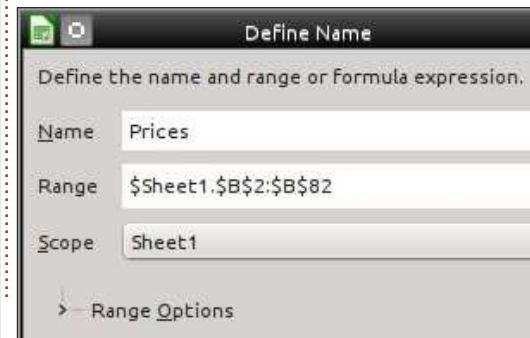 Define Name
Define the name and range or formula expression.
Name Prices
Range $Sheet1.$B$2:$B$82
Scope Sheet1
Range Options